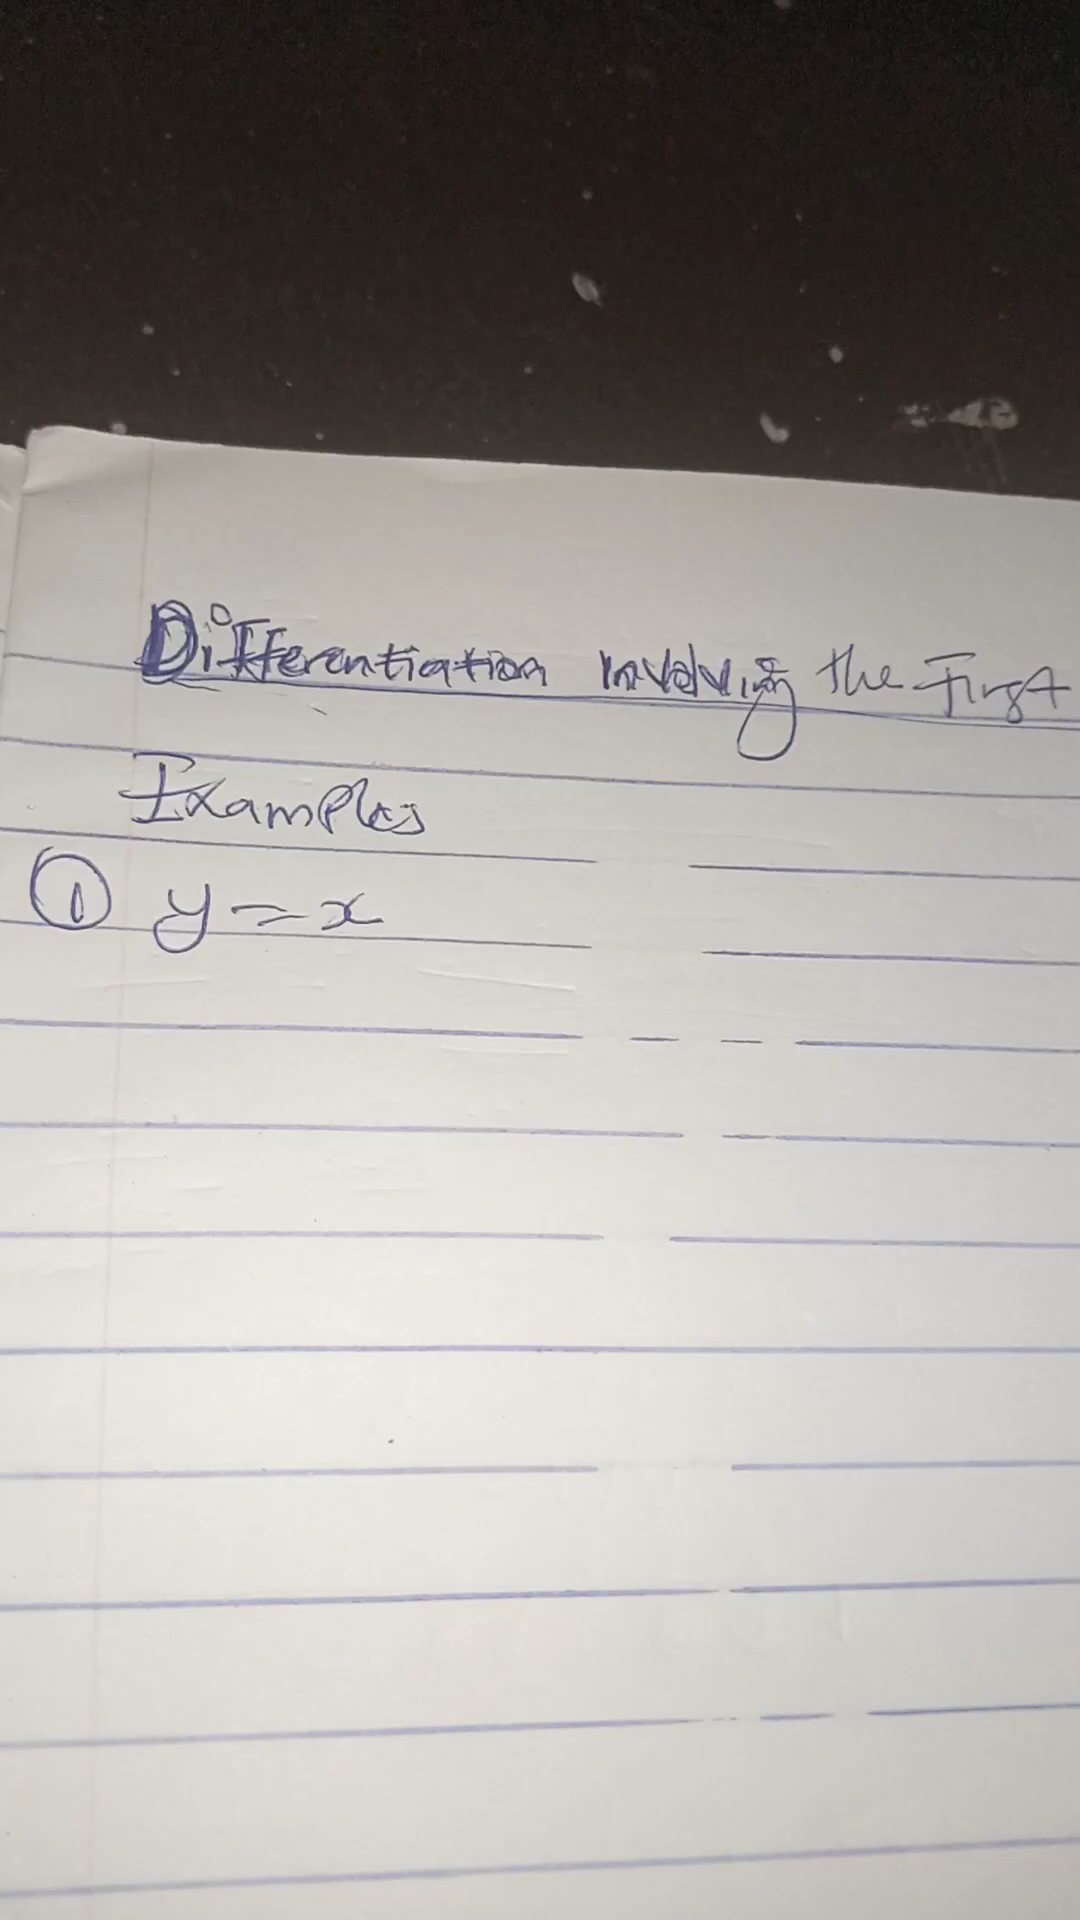 Differentiation involving the First
Examples
① y = x